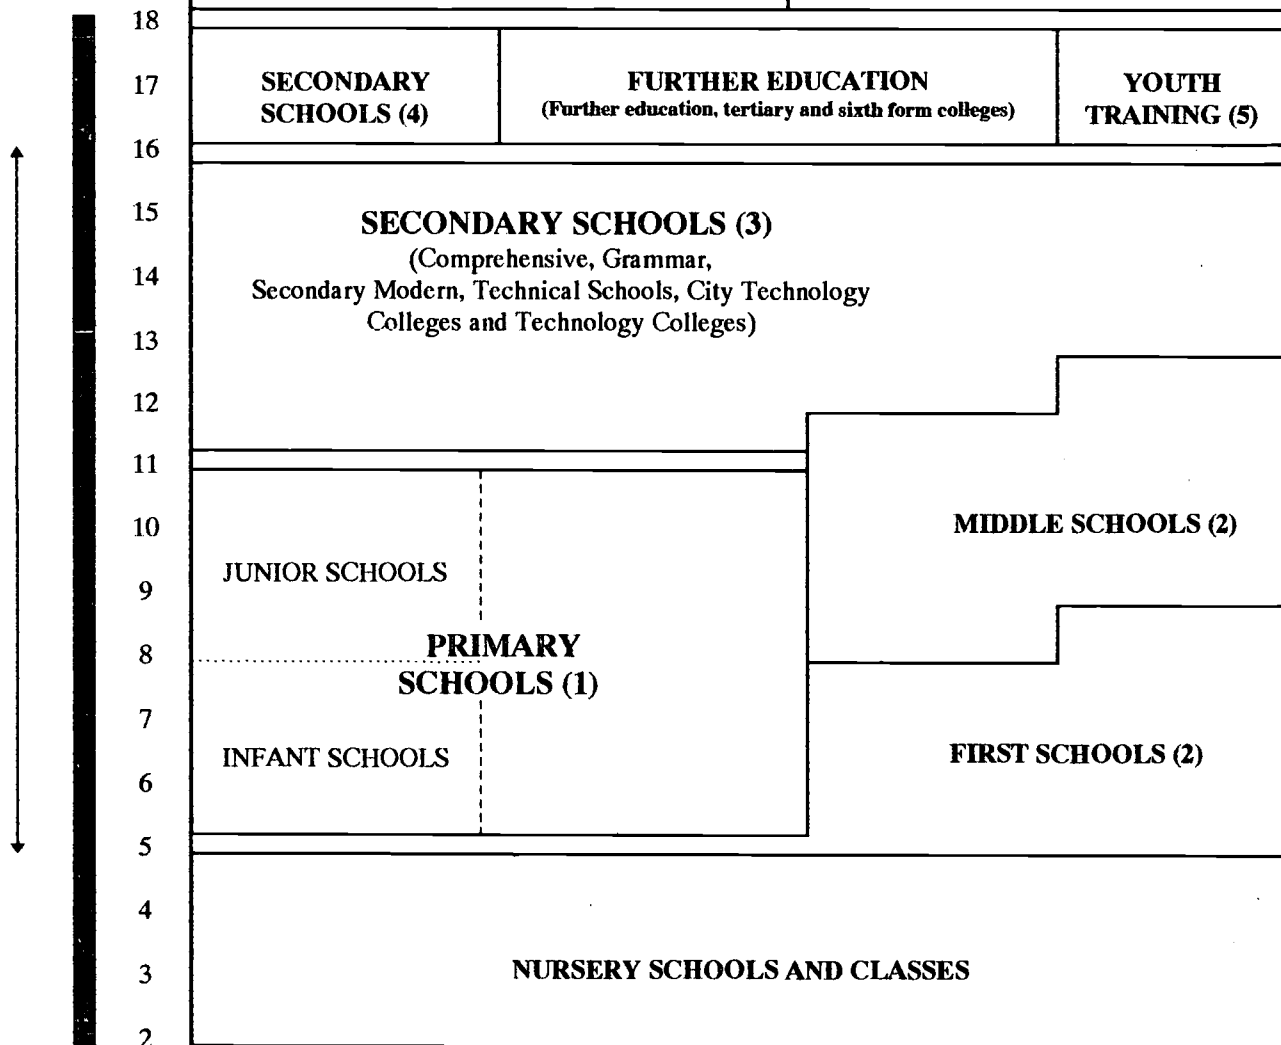 18
17
16
15
14
13
12
11
10
9
8
7
6
5
4
3
2
SECONDARY
SCHOOLS (4)
FURTHER EDUCATION
(Further education, tertiary and sixth form colleges)
YOUTH
TRAINING (5)
SECONDARY SCHOOLS (3)
(Comprehensive, Grammar,
Secondary Modern, Technical Schools, City Technology
Colleges and Technology Colleges)
MIDDLE SCHOOLS (2)
JUNIOR SCHOOLS
PRIMARY
SCHOOLS (1)
INFANT SCHOOLS
FIRST SCHOOLS (2)
NURSERY SCHOOLS AND CLASSES